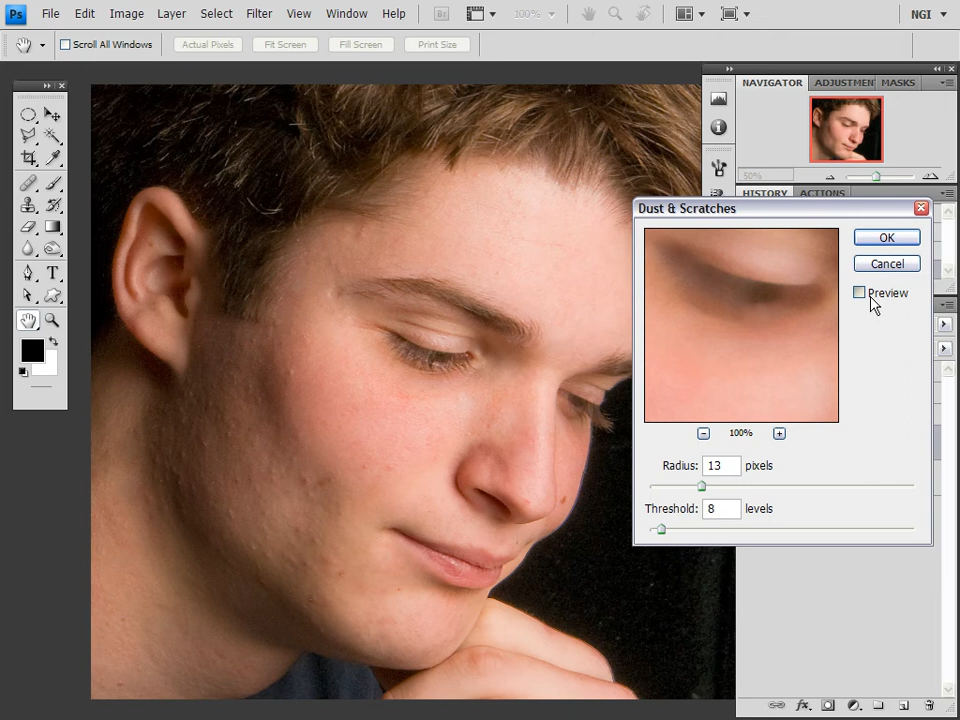 Ps File Edit Image Layer Select Filter View Window Help Br 100% NGI
Scroll All Windows Actual Pixels Fit Screen Fill Screen Print Size
NAVIGATOR ADJUSTMENT MASKS
50%
HISTORY ACTIONS
Dust & Scratches
OK
Cancel
Preview
100%
Radius: 13 pixels
Threshold: 8 levels
T
fx